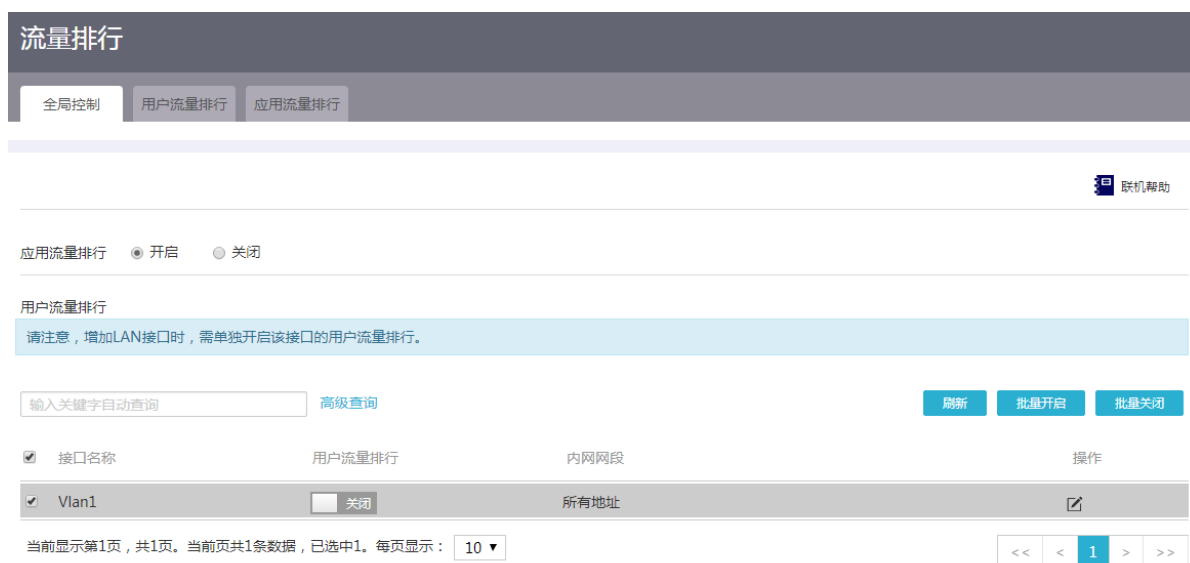 流量排行
全局控制 用户流量排行 应用流量排行
联机帮助
应用流量排行 开启 关闭
用户流量排行
请注意，增加LAN接口时，需单独开启该接口的用户流量排行。
输入关键字自动查询 高级查询 刷新 批量开启 批量关闭
接口名称 用户流量排行 内网网段 操作
Vlan1 关闭 所有地址
当前显示第1页，共1页。当前页共1条数据，已选中1。每页显示： 10 << < 1 > >>